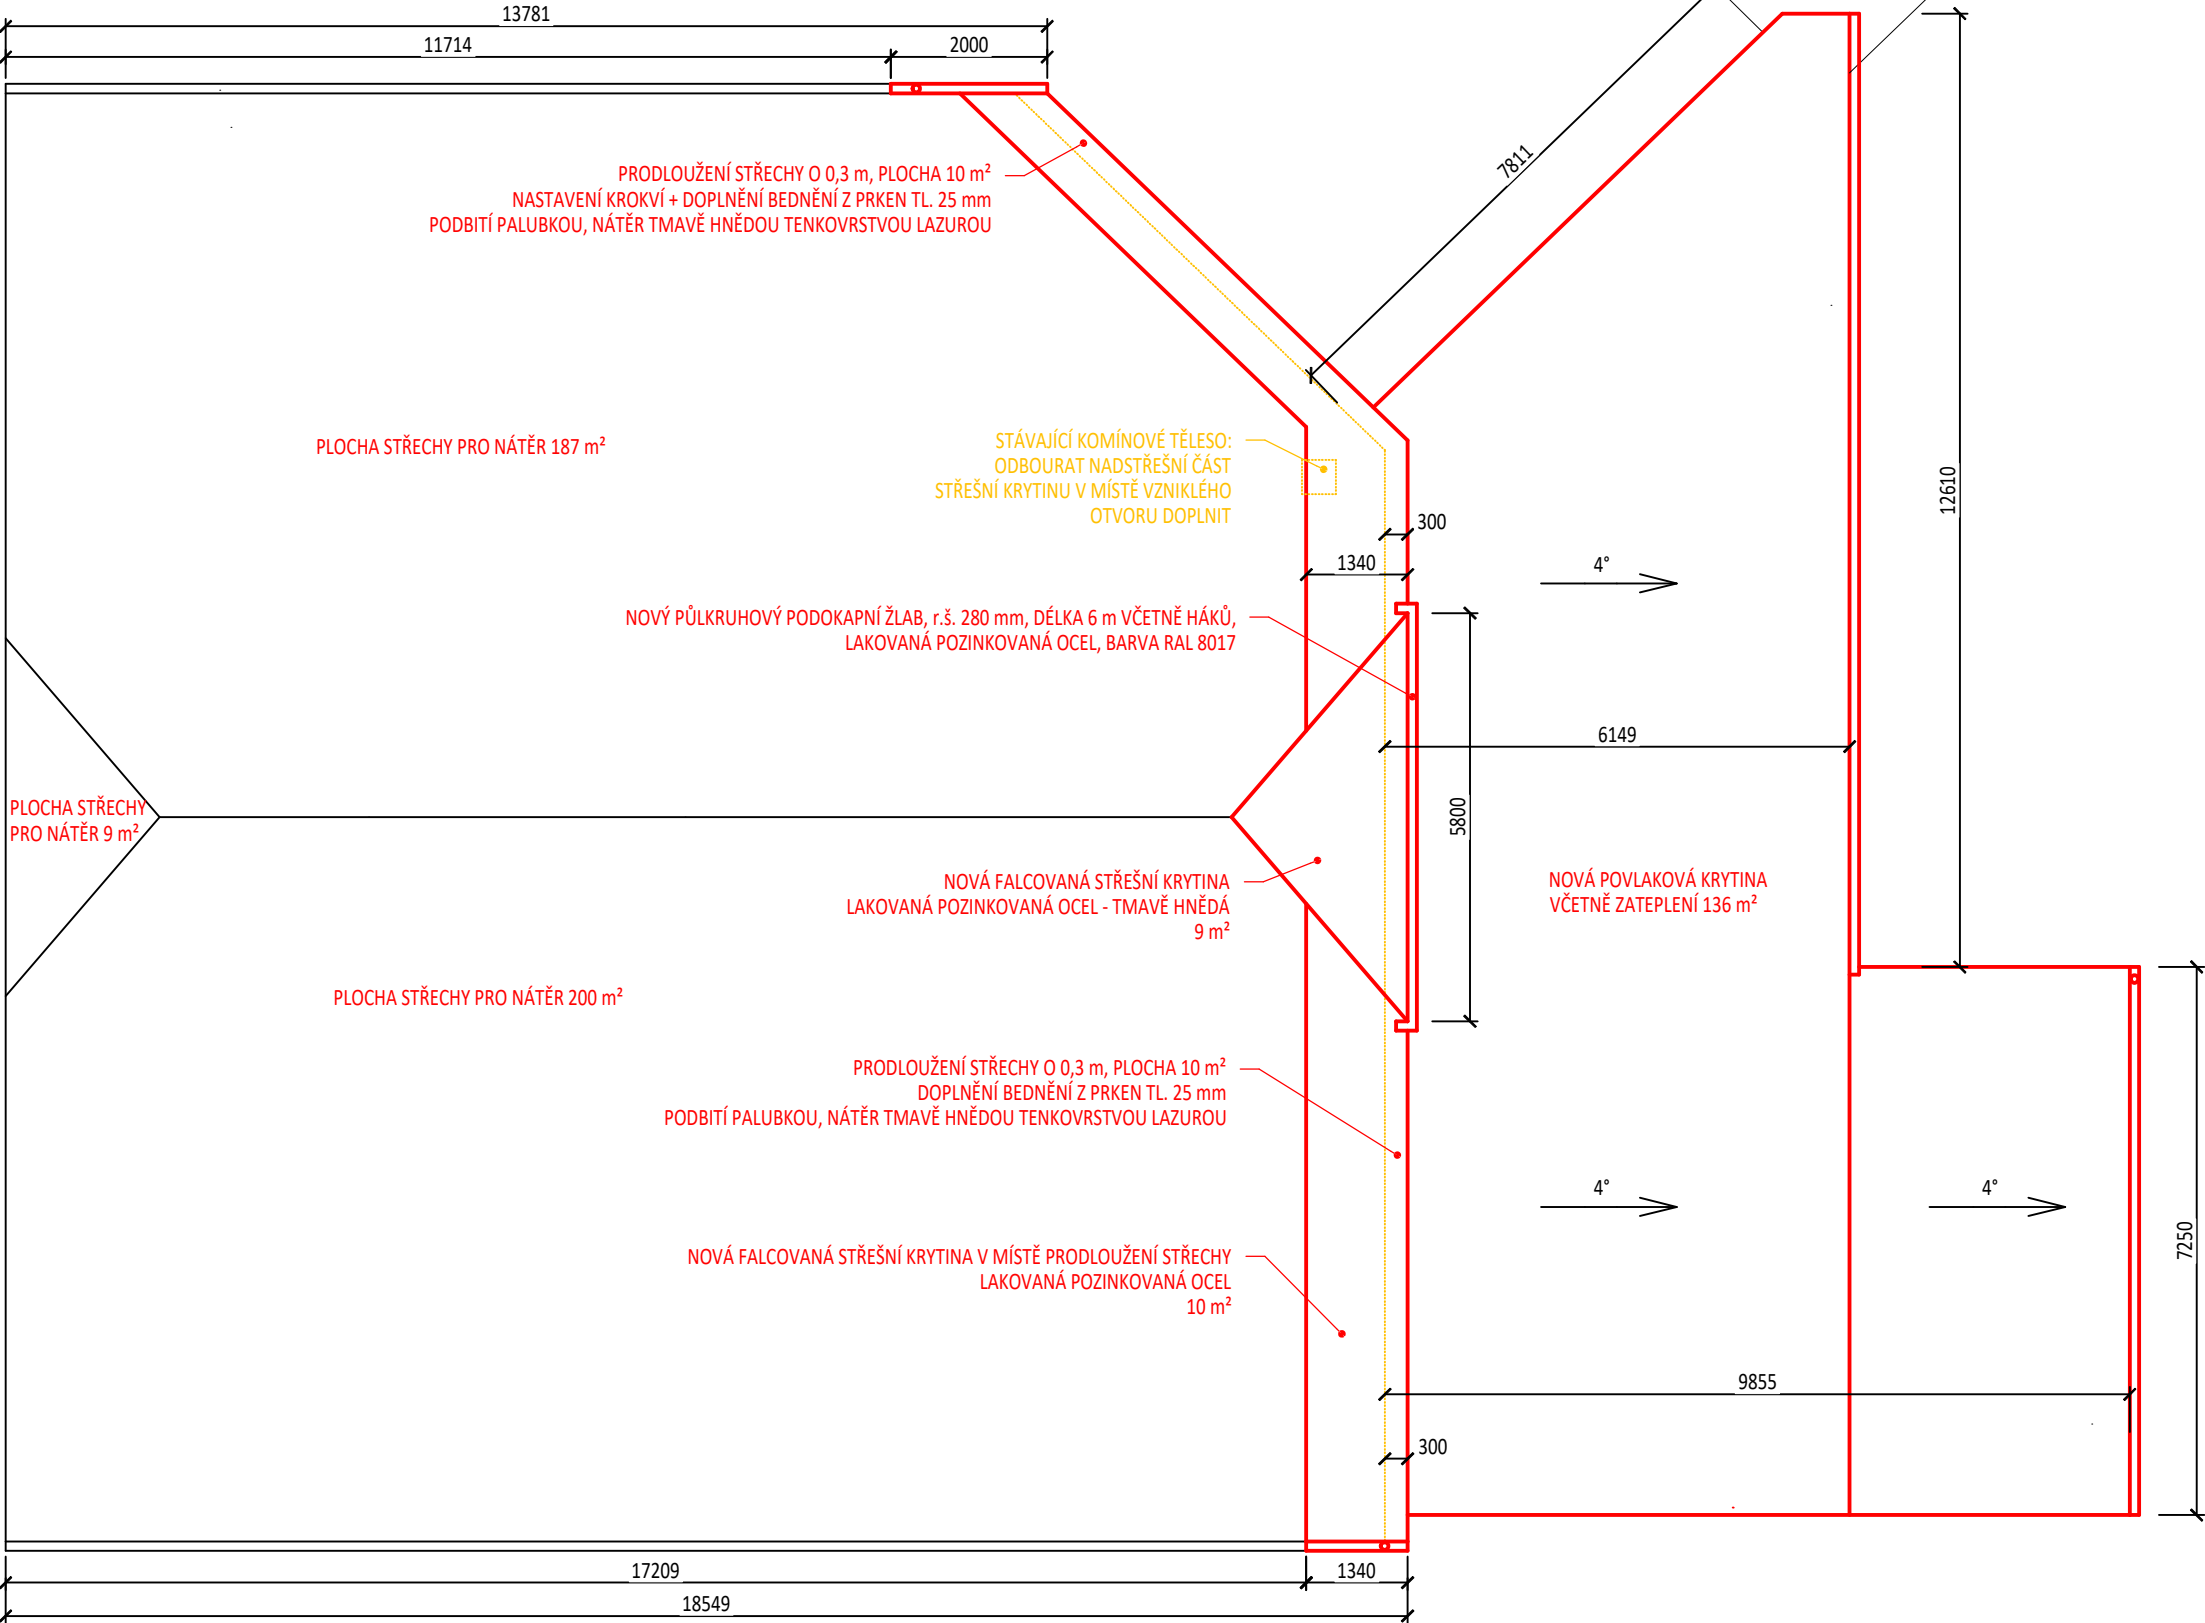 13781
11714
2000
PRODLOUŽENÍ STŘECHY O 0,3 m, PLOCHA 10 m²
NASTAVENÍ KROKVÍ + DOPLNĚNÍ BEDNĚNÍ Z PRKEN TL. 25 mm
PODBITÍ PALUBKOU, NÁTĚR TMAVĚ HNĚDOU TENKOVRSTVOU LAZUROU
7811
PLOCHA STŘECHY PRO NÁTĚR 187 m²
STÁVAJÍCÍ KOMÍNOVÉ TĚLESO:
ODBOURAT NADSTŘEŠNÍ ČÁST
STŘEŠNÍ KRYTINU V MÍSTĚ VZNIKLÉHO
OTVORU DOPLNIT
12610
300
1340
4°
NOVÝ PŮLKRUHOVÝ PODOKAPNÍ ŽLAB, r.š. 280 mm, DÉLKA 6 m VČETNĚ HÁKŮ,
LAKOVANÁ POZINKOVANÁ OCEL, BARVA RAL 8017
6149
5800
PLOCHA STŘECHY
PRO NÁTĚR 9 m²
NOVÁ FALCOVANÁ STŘEŠNÍ KRYTINA
LAKOVANÁ POZINKOVANÁ OCEL - TMAVĚ HNĚDÁ
9 m²
NOVÁ POVLAKOVÁ KRYTINA
VČETNĚ ZATEPLENÍ 136 m²
PLOCHA STŘECHY PRO NÁTĚR 200 m²
PRODLOUŽENÍ STŘECHY O 0,3 m, PLOCHA 10 m²
DOPLNĚNÍ BEDNĚNÍ Z PRKEN TL. 25 mm
PODBITÍ PALUBKOU, NÁTĚR TMAVĚ HNĚDOU TENKOVRSTVOU LAZUROU
4°
4°
7250
NOVÁ FALCOVANÁ STŘEŠNÍ KRYTINA V MÍSTĚ PRODLOUŽENÍ STŘECHY
LAKOVANÁ POZINKOVANÁ OCEL
10 m²
9855
300
17209
1340
18549